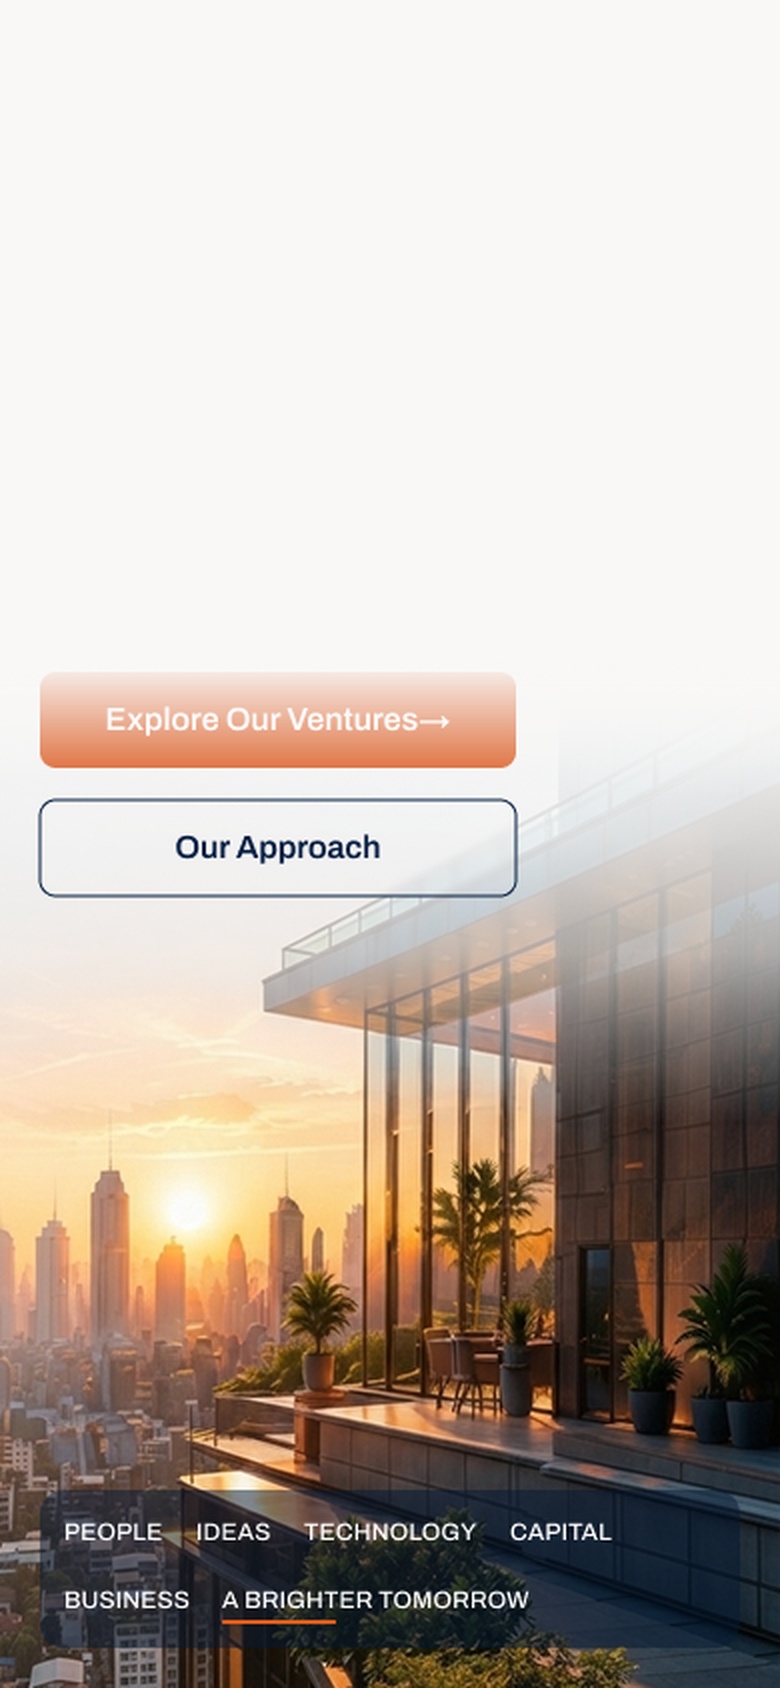 Explore Our Ventures→
Our Approach
PEOPLE IDEAS TECHNOLOGY CAPITAL
BUSINESS A BRIGHTER TOMORROW